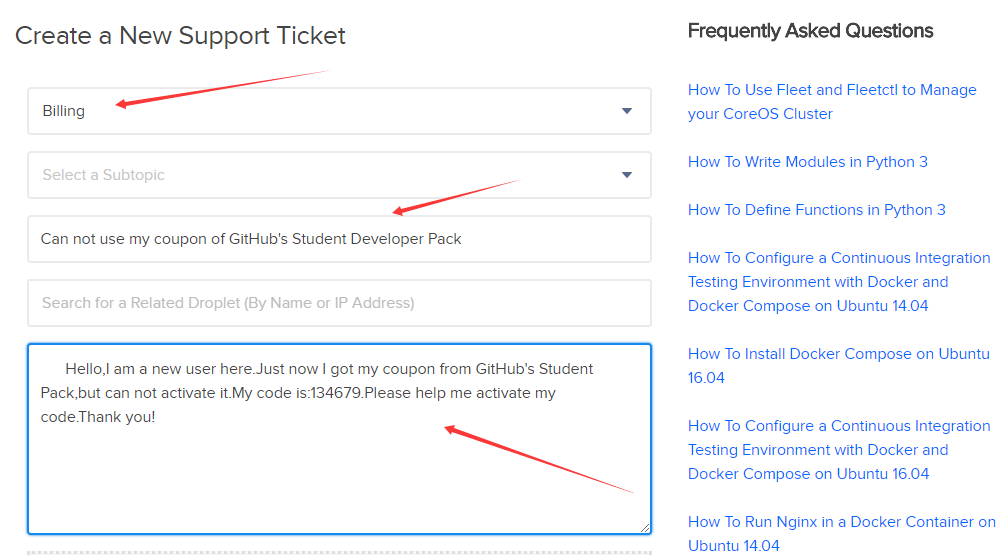 Create a New Support Ticket
Billing
Select a Subtopic
Can not use my coupon of GitHub's Student Developer Pack
Search for a Related Droplet (By Name or IP Address)
Hello,I am a new user here.Just now I got my coupon from GitHub's Student
Pack,but can not activate it.My code is:134679.Please help me activate my
code.Thank you!
Frequently Asked Questions
How To Use Fleet and Fleetctl to Manage
your CoreOS Cluster
How To Write Modules in Python 3
How To Define Functions in Python 3
How To Configure a Continuous Integration
Testing Environment with Docker and
Docker Compose on Ubuntu 14.04
How To Install Docker Compose on Ubuntu
16.04
How To Configure a Continuous Integration
Testing Environment with Docker and
Docker Compose on Ubuntu 16.04
How To Run Nginx in a Docker Container on
Ubuntu 14.04